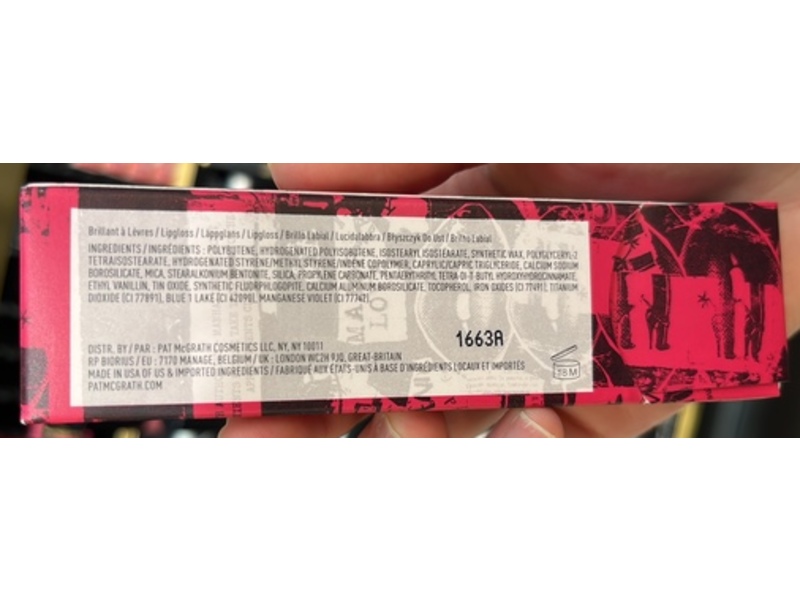 Brillant à Lèvres / Lipgloss / Läppglans / Lipgloss / Brillo Labial / Lucidalabbra / Błyszczyk Do Ust / Brilho Labial
INGREDIENTS / INGRÉDIENTS : POLYBUTENE, HYDROGENATED POLYISOBUTENE, ISOSTEARYL ISOSTEARATE, SYNTHETIC WAX, POLYGLYCERYL-2
TETRAISOSTEARATE, HYDROGENATED STYRENE/METHYL STYRENE/INDENE COPOLYMER, CAPRYLIC/CAPRIC TRIGLYCERIDE, CALCIUM SODIUM
BOROSILICATE, MICA, STEARALKONIUM BENTONITE, SILICA, PROPYLENE CARBONATE, PENTAERYTHRITYL TETRA-DI-T-BUTYL HYDROXYHYDROCINNAMATE,
ETHYL VANILLIN, TIN OXIDE, SYNTHETIC FLUORPHLOGOPITE, CALCIUM ALUMINUM BOROSILICATE, TOCOPHEROL, IRON OXIDES (CI 77491), TITANIUM
DIOXIDE (CI 77891), BLUE 1 LAKE (CI 42090), MANGANESE VIOLET (CI 77742).
1663A
DISTR. BY / PAR : PAT McGRATH COSMETICS LLC, NY, NY 10011
RP BIORIUS / EU : 7170 MANAGE, BELGIUM / UK : LONDON WC2H 9JQ, GREAT-BRITAIN
MADE IN USA OF US & IMPORTED INGREDIENTS / FABRIQUÉ AUX ÉTATS-UNIS À BASE D'INGRÉDIENTS LOCAUX ET IMPORTÉS
PATMCGRATH.COM